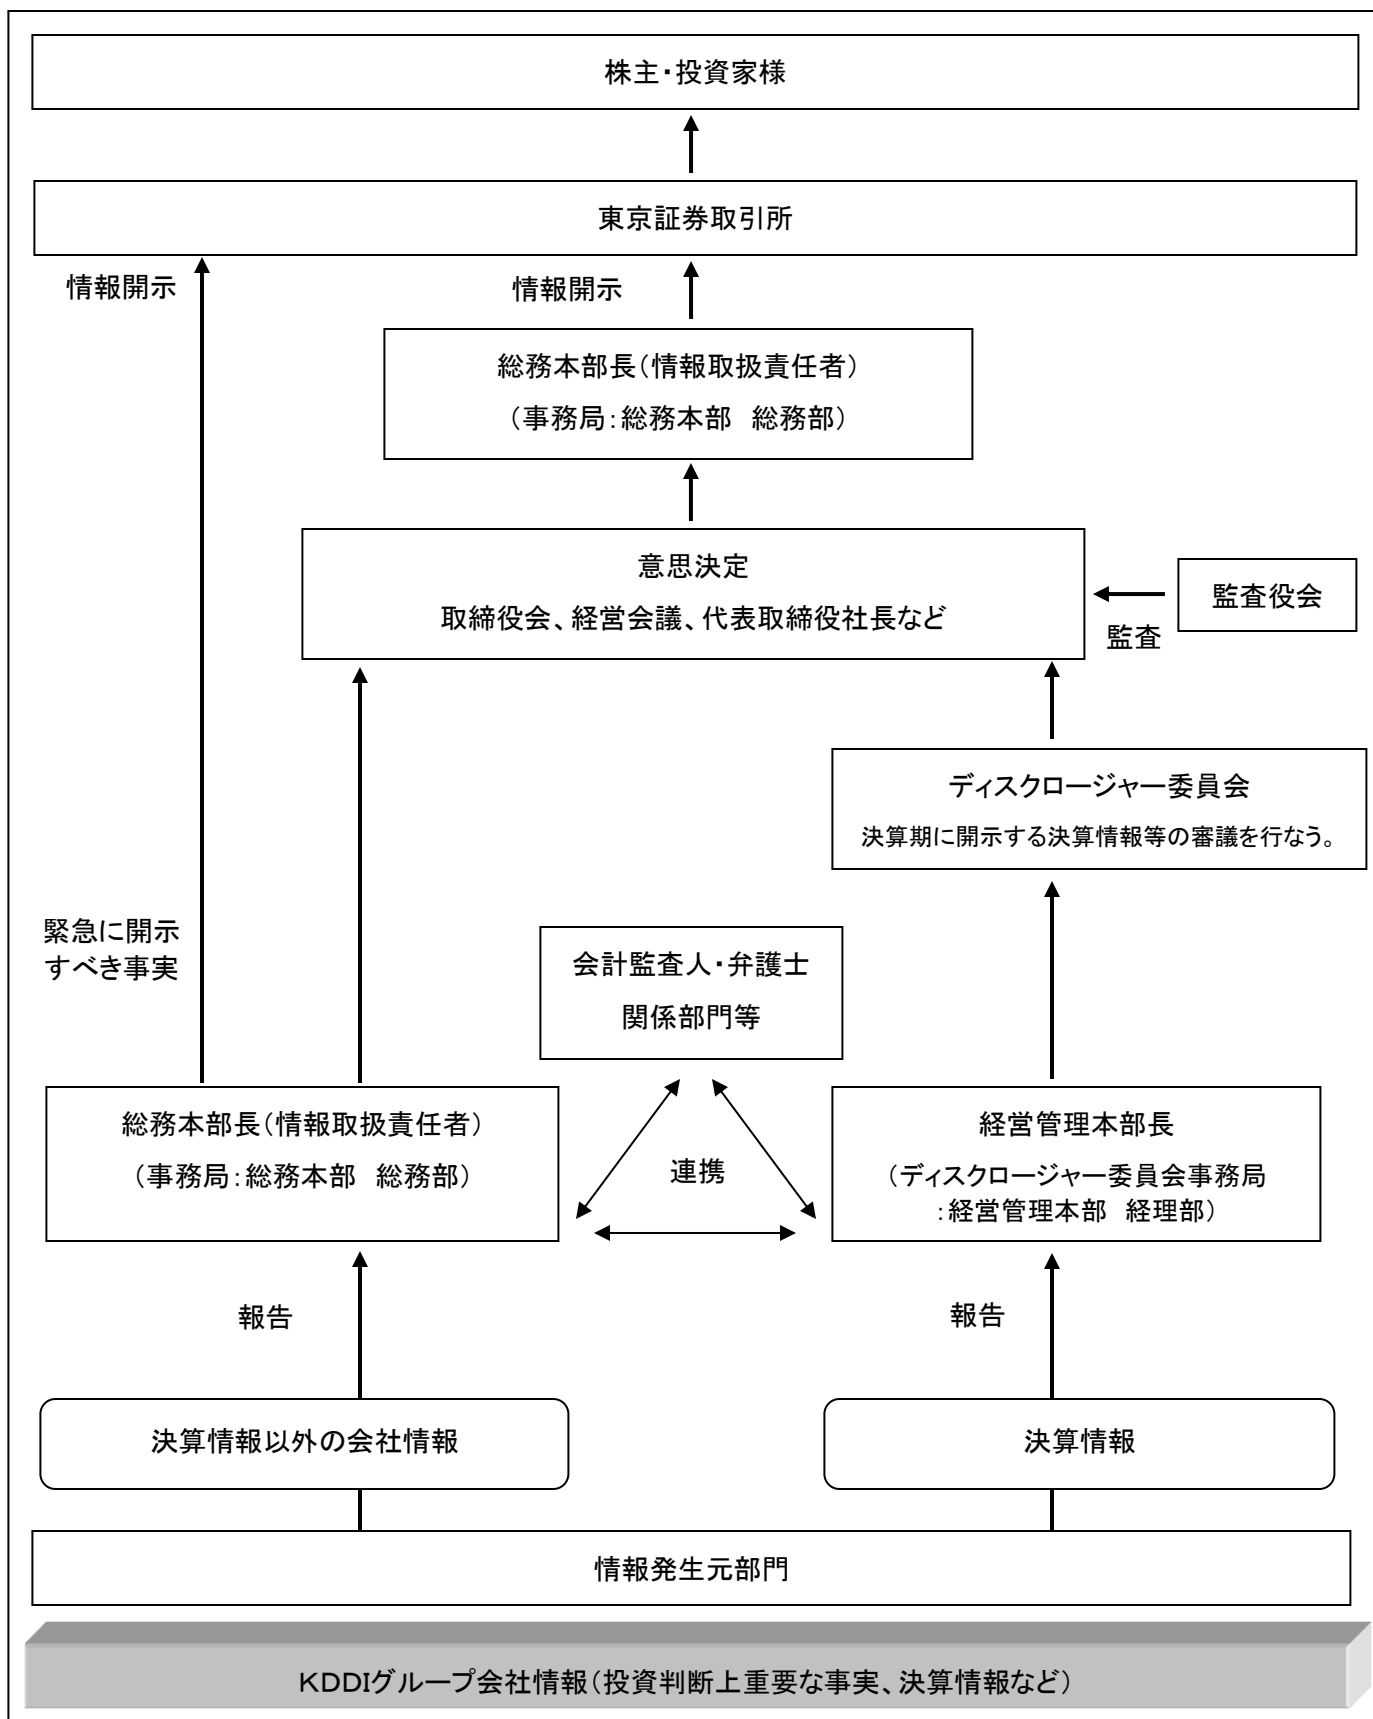 株主・投資家様
東京証券取引所
情報開示
情報開示
総務本部長（情報取扱責任者）
（事務局：総務本部　総務部）
意思決定
取締役会、経営会議、代表取締役社長など
監査役会
監査
ディスクロージャー委員会
決算期に開示する決算情報等の審議を行なう。
緊急に開示
すべき事実
会計監査人・弁護士
関係部門等
総務本部長（情報取扱責任者）
（事務局：総務本部　総務部）
連携
経営管理本部長
（ディスクロージャー委員会事務局
：経営管理本部　経理部）
報告
報告
決算情報以外の会社情報
決算情報
情報発生元部門
ＫＤＤＩグループ会社情報（投資判断上重要な事実、決算情報など）